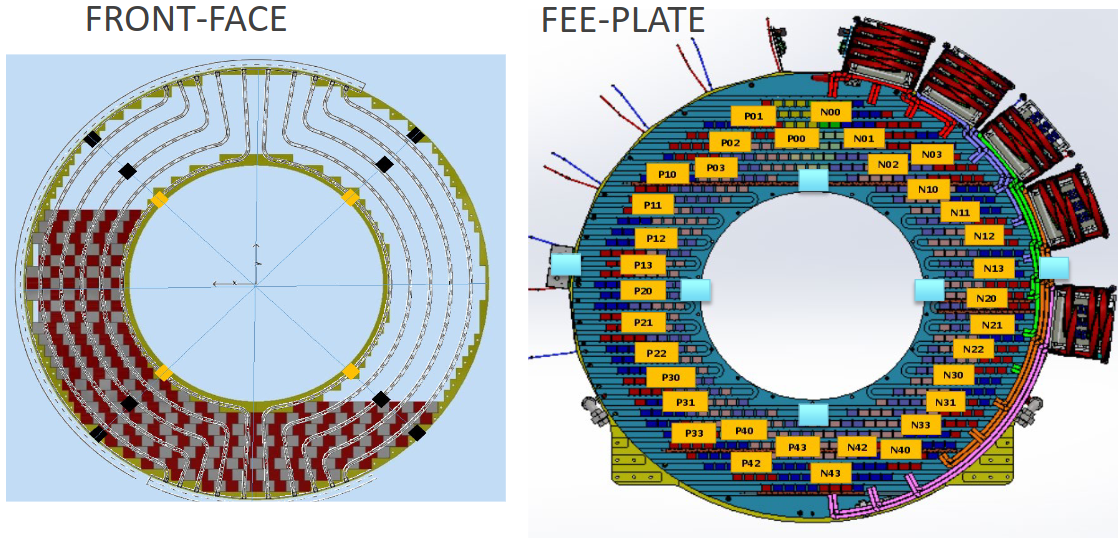 FRONT-FACE
FEE-PLATE
P01 N00
P02 P00 N01
P10 P03 N02 N03
P11 N10
N11
P12 N12
P13 N13
P20 N20
P21 N21
P22 N22
P30 N30
P31 N31
P33 P40 N33
P43 N42 N40
P42 N43